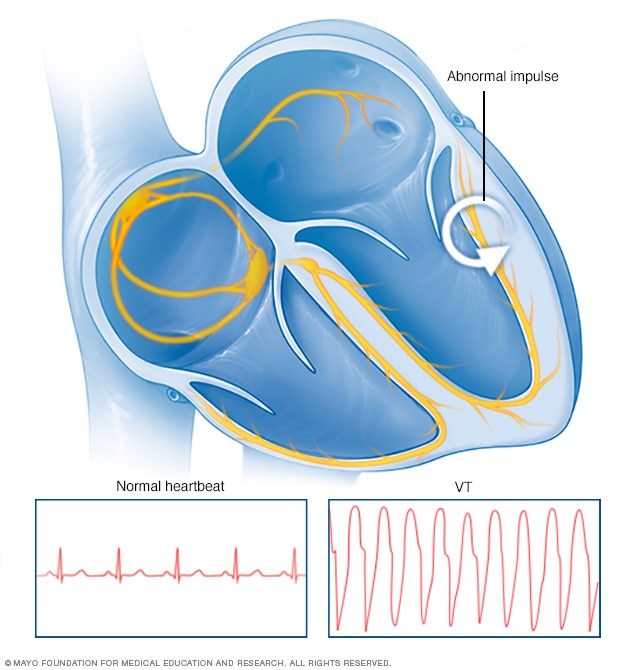 Abnormal impulse
Normal heartbeat
VT
© MAYO FOUNDATION FOR MEDICAL EDUCATION AND RESEARCH. ALL RIGHTS RESERVED.